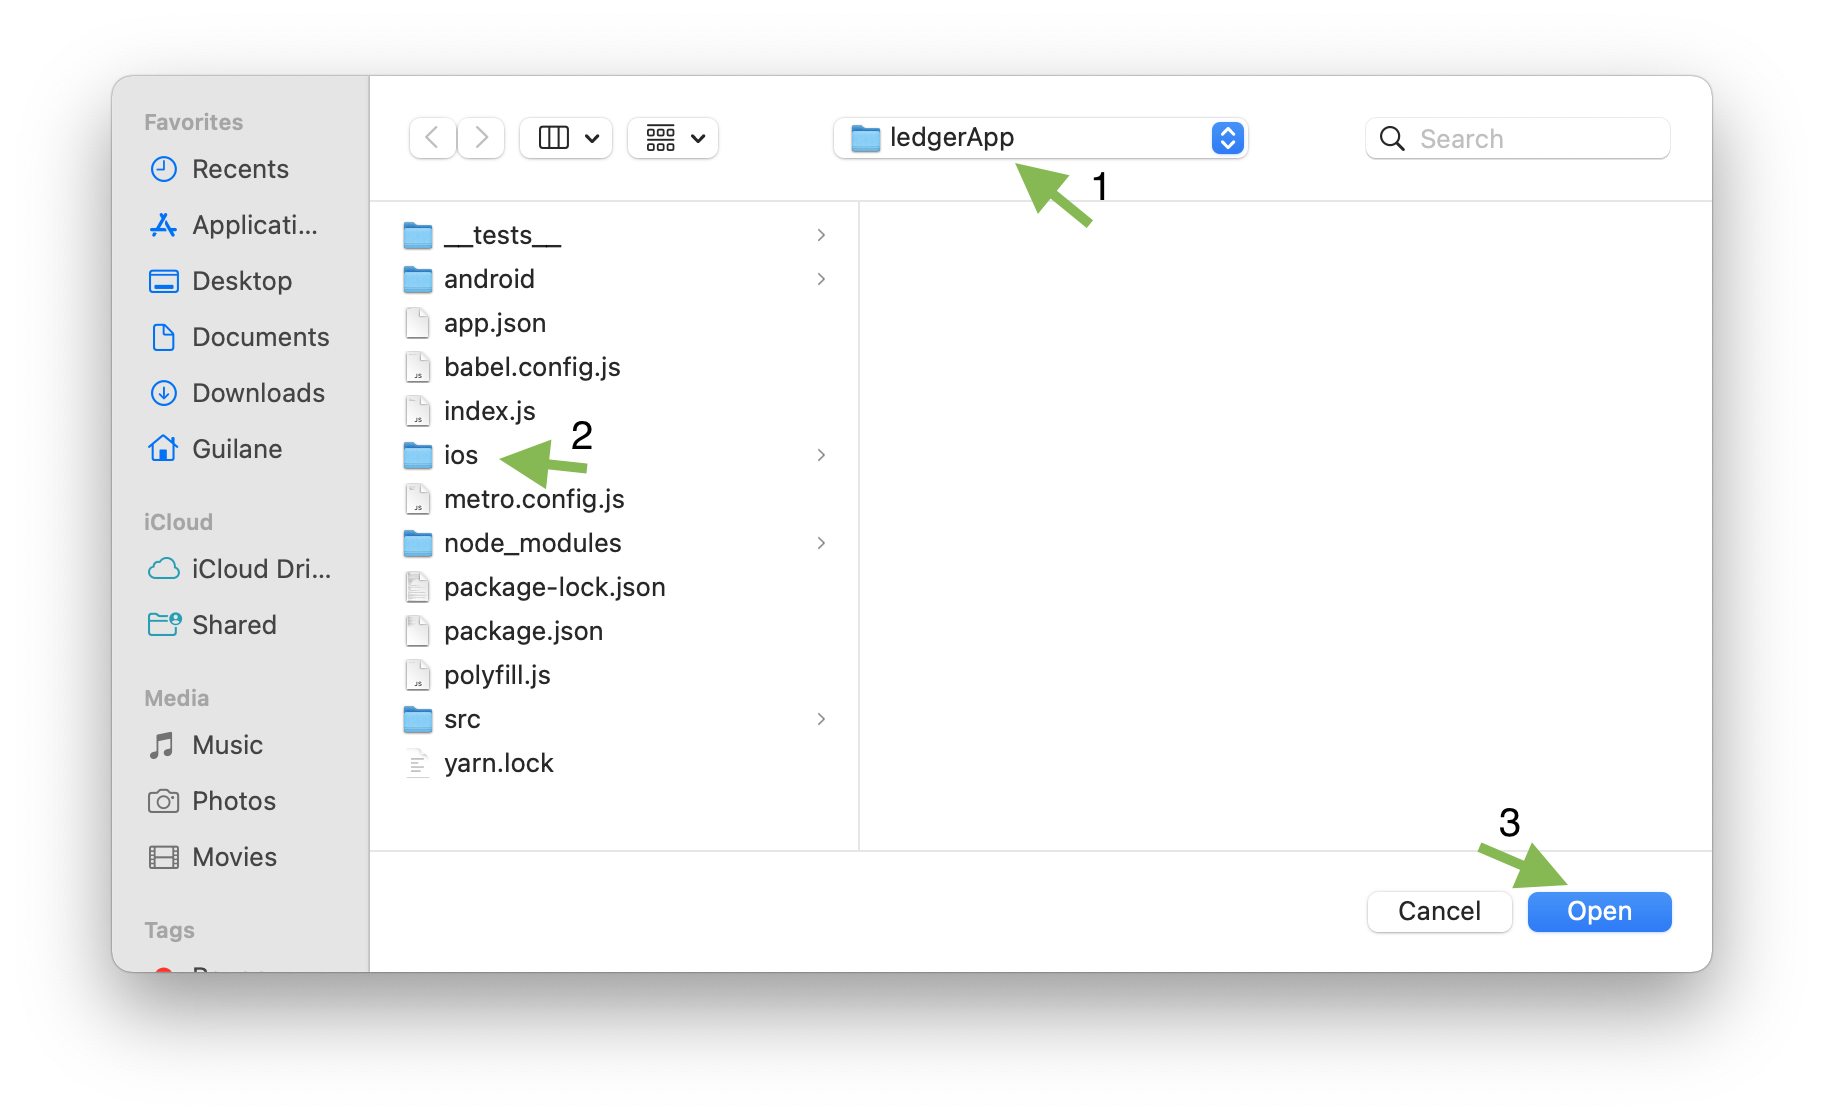 Favorites
Recents
Applicati...
Desktop
Documents
Downloads
Guilane
iCloud
iCloud Dri...
Shared
Media
Music
Photos
Movies
Tags
ledgerApp
Search
1
__tests__
android
app.json
babel.config.js
index.js
2
ios
metro.config.js
node_modules
package-lock.json
package.json
polyfill.js
src
yarn.lock
3
Cancel
Open